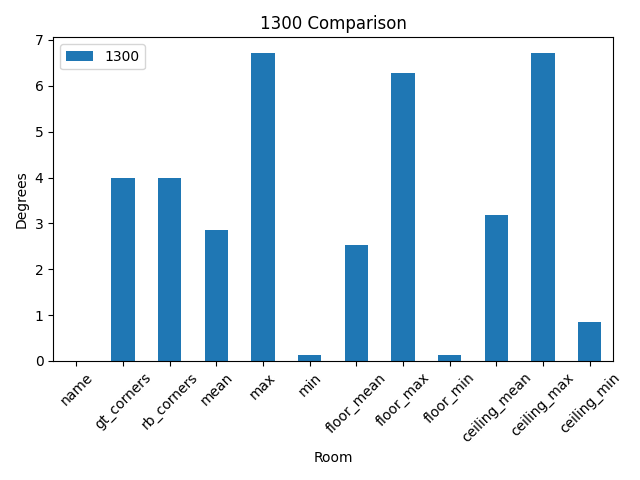 1300 Comparison
1300
Degrees
7
6
5
4
3
2
1
0
name
gt_corners
rb_corners
mean
max
min
floor_mean
floor_max
floor_min
ceiling_mean
ceiling_max
ceiling_min
Room